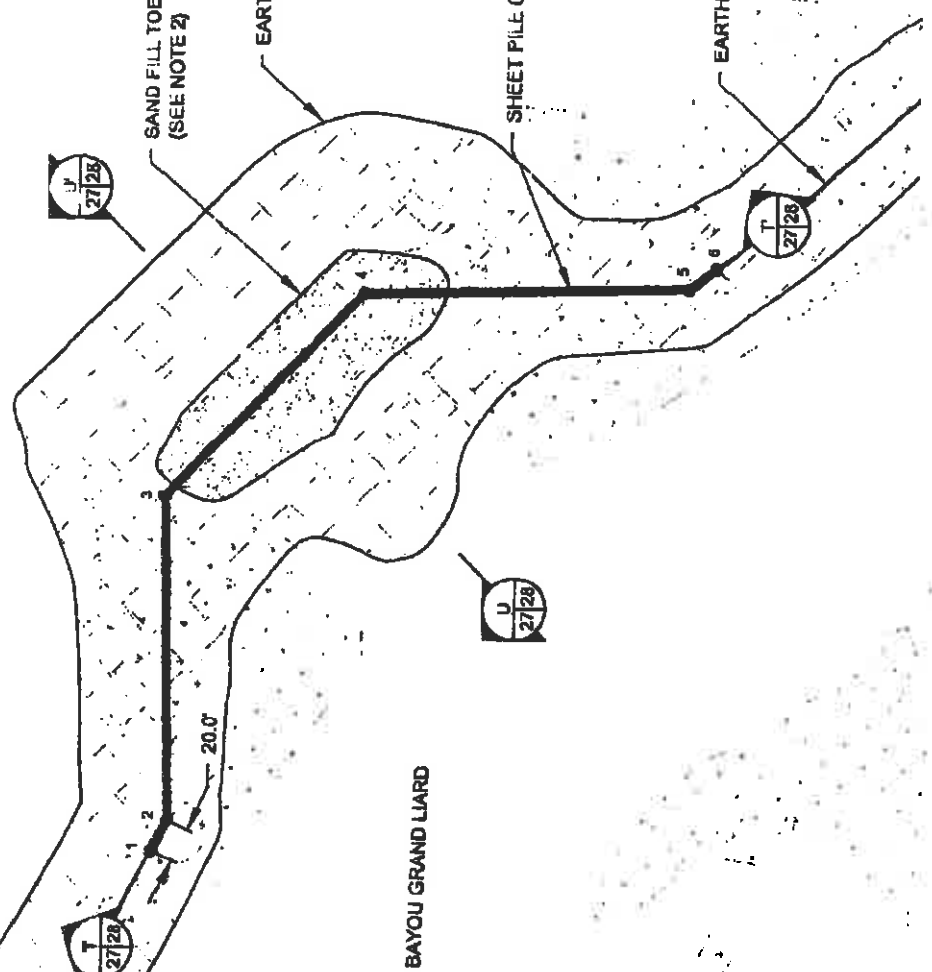 SAND FILL TOE
(SEE NOTE 2)
EART
SHEET PILE
EARTH
U'
27 28
3
4
5
6
T'
27 28
U
27 28
20.0'
2
1
T
27 28
BAYOU GRAND LIARD